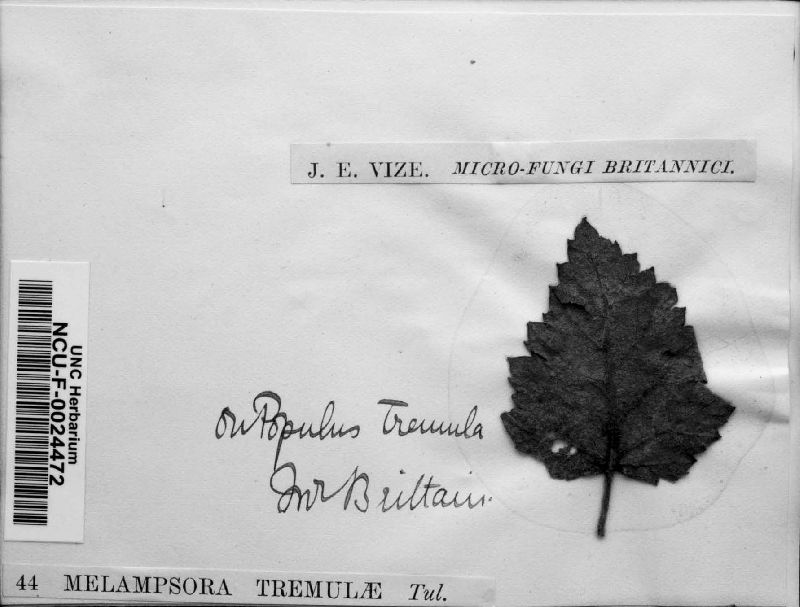 J. E. VIZE. MICRO-FUNGI BRITANNICI.
UNC Herbarium
NCU-F-0024472
on Populus Tremula
Mr Brittain.
44 MELAMPSORA TREMULÆ Tul.